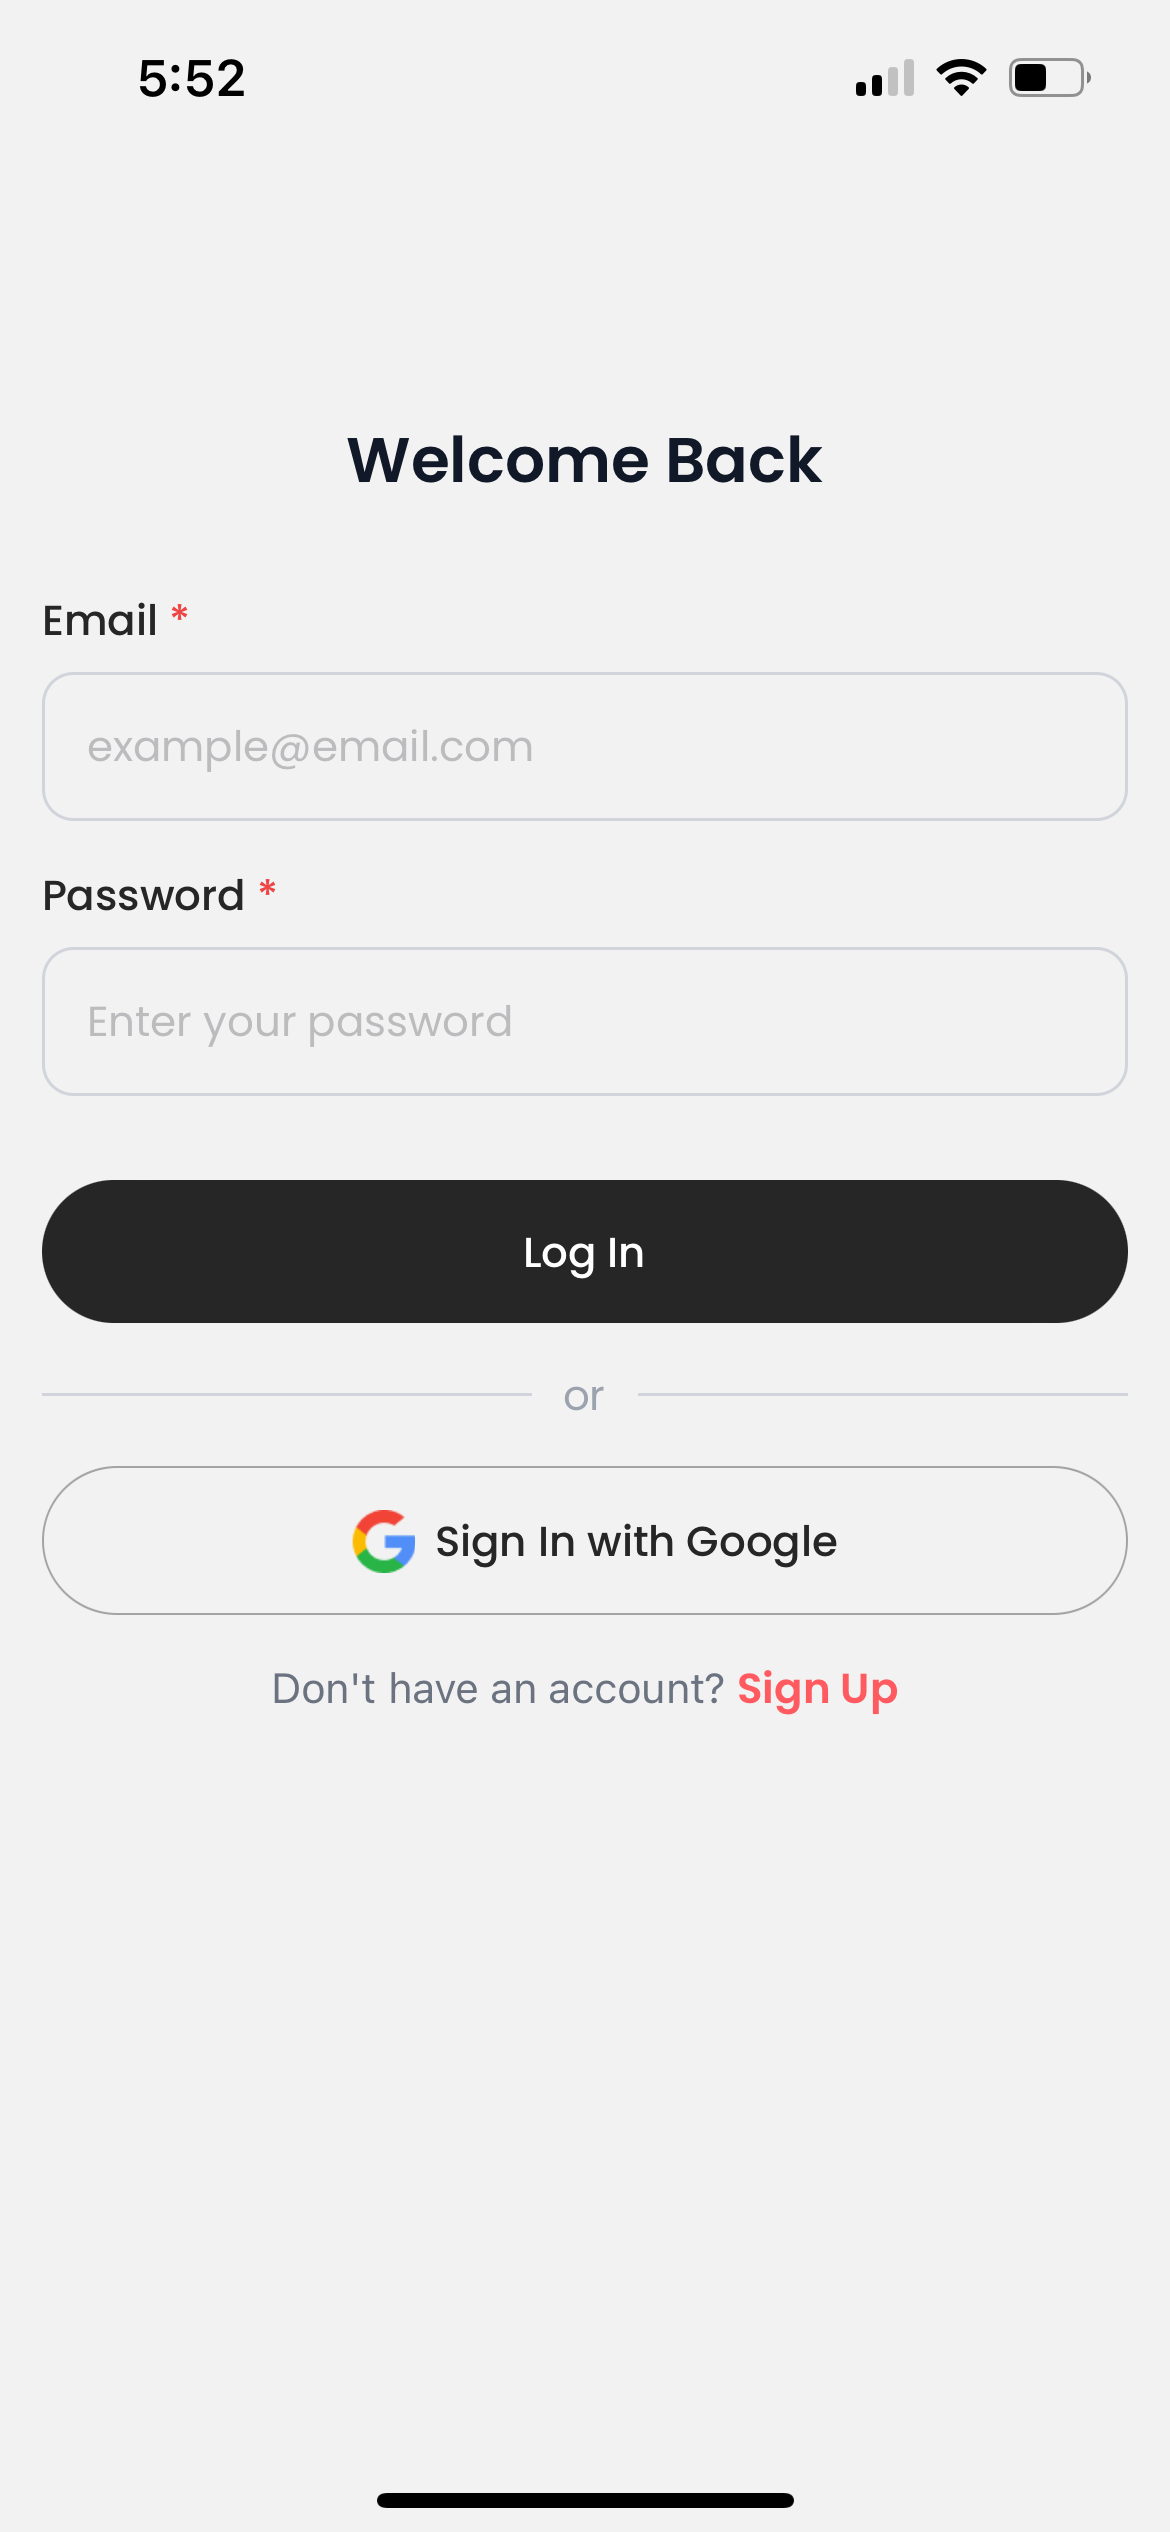 5:52
Welcome Back
Email *
example@email.com
Password *
Enter your password
Log In
or
Sign In with Google
Don't have an account? Sign Up